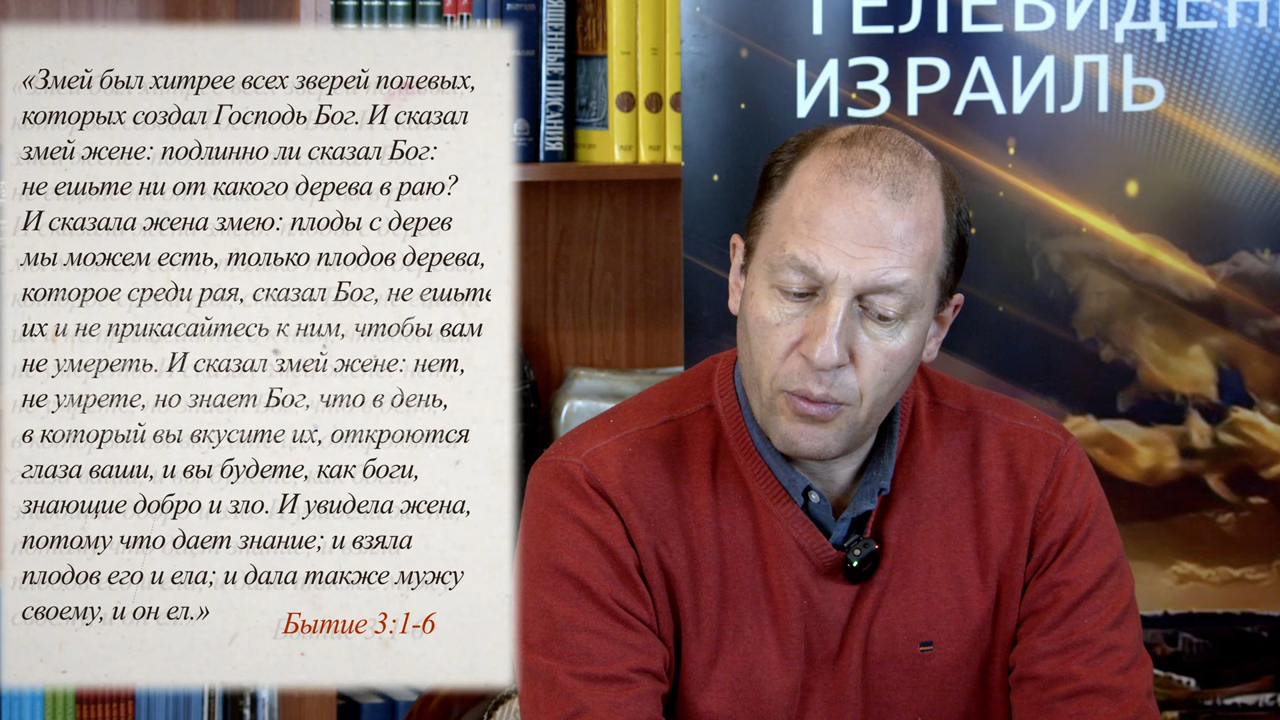 «Змей был хитрее всех зверей полевых,
которых создал Господь Бог. И сказал
змей жене: подлинно ли сказал Бог:
не ешьте ни от какого дерева в раю?
И сказала жена змею: плоды с дерев
мы можем есть, только плодов дерева,
которое среди рая, сказал Бог, не ешьте
их и не прикасайтесь к ним, чтобы вам
не умереть. И сказал змей жене: нет,
не умрете, но знает Бог, что в день,
в который вы вкусите их, откроются
глаза ваши, и вы будете, как боги,
знающие добро и зло. И увидела жена,
потому что дает знание; и взяла
плодов его и ела; и дала также мужу
своему, и он ел.»
Бытие 3:1-6
ТЕЛЕВИДЕН
ИЗРАИЛЬ
ЯЩЕННЫЕ ПИСАНИЯ